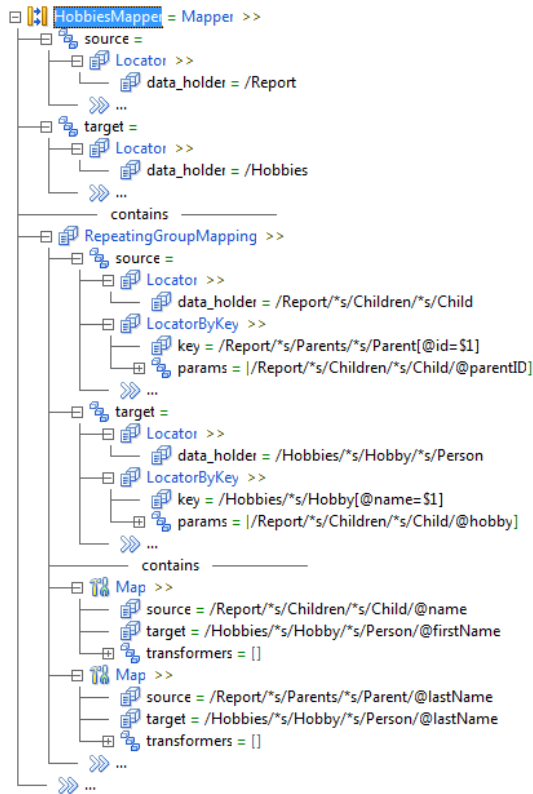 HobbiesMapper = Mapper >>
source =
Locator >>
data_holder = /Report
...
target =
Locator >>
data_holder = /Hobbies
...
contains
RepeatingGroupMapping >>
source =
Locator >>
data_holder = /Report/*s/Children/*s/Child
LocatorByKey >>
key = /Report/*s/Parents/*s/Parent[@id=$1]
params = |/Report/*s/Children/*s/Child/@parentID]
...
target =
Locator >>
data_holder = /Hobbies/*s/Hobby/*s/Person
LocatorByKey >>
key = /Hobbies/*s/Hobby[@name=$1]
params = |/Report/*s/Children/*s/Child/@hobby]
...
contains
Map >>
source = /Report/*s/Children/*s/Child/@name
target = /Hobbies/*s/Hobby/*s/Person/@firstName
transformers = []
Map >>
source = /Report/*s/Parents/*s/Parent/@lastName
target = /Hobbies/*s/Hobby/*s/Person/@lastName
transformers = []
...
...